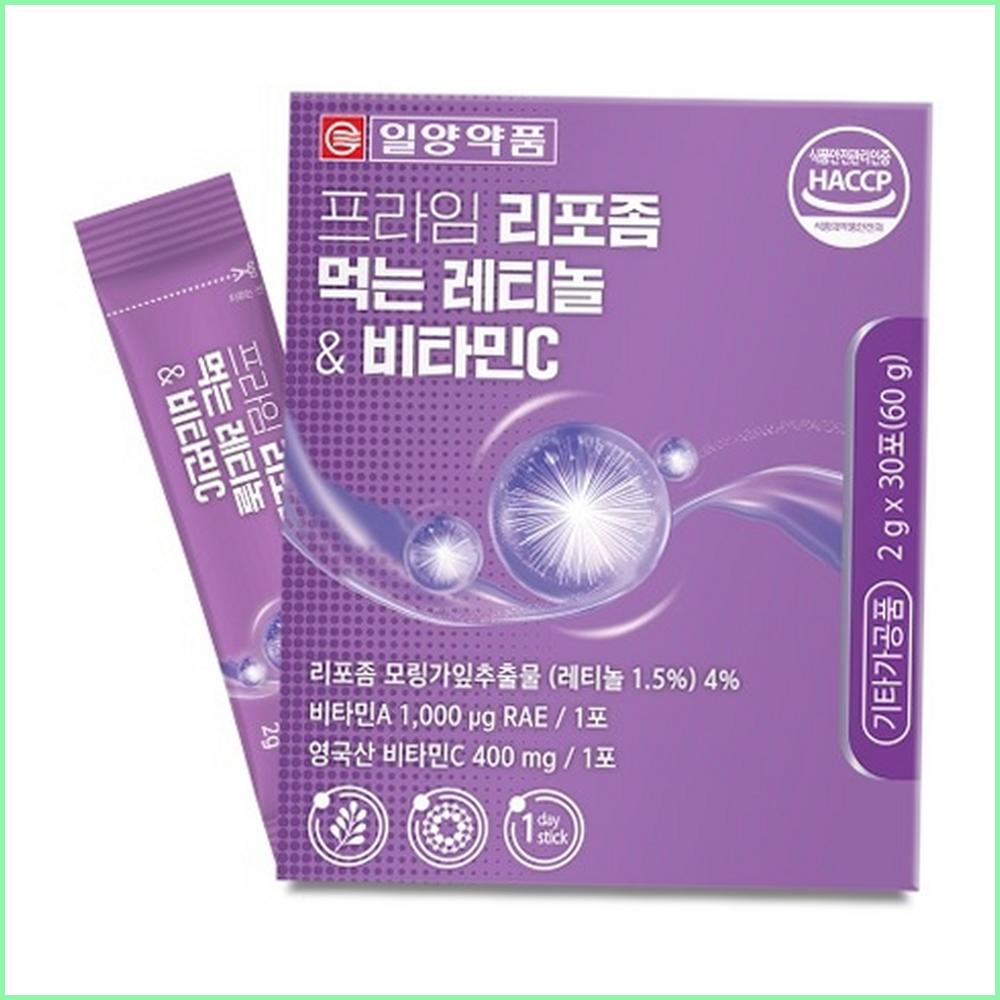 일양약품
프라임 리포좀
먹는 레티놀
& 비타민C
식품안전관리인증
HACCP
2 g x 30포(60 g)
기타가공품
리포좀 모링가잎추출물 (레티놀 1.5%) 4%
비타민A 1,000 μg RAE / 1포
영국산 비타민C 400 mg / 1포
1 day
stick
프라임
먹는 레티놀
& 비타민C
2g